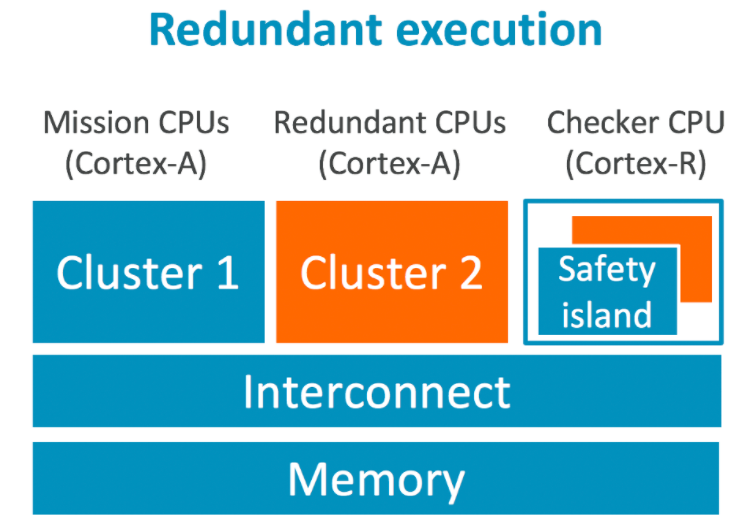 Redundant execution
Mission CPUs
(Cortex-A)
Redundant CPUs
(Cortex-A)
Checker CPU
(Cortex-R)
Cluster 1
Cluster 2
Safety
island
Interconnect
Memory